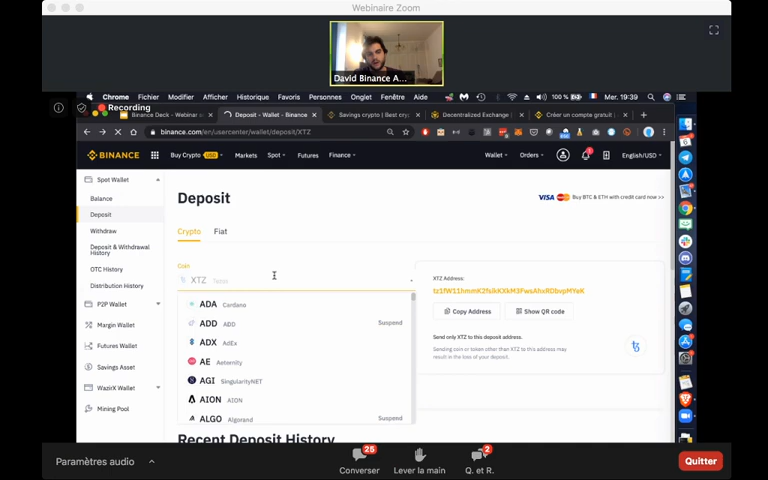 Webinaire Zoom
David Binance A...
Recording
Chrome Fichier Modifier Afficher Historique Favoris Personnes Onglet Fenêtre Aide
100 % Mer. 19:39
Binance Deck - Webinar
Deposit - Wallet - Binance
Savings crypto | Best cry
Decentralized Exchange |
Créer un compte gratuit |
binance.com/en/usercenter/wallet/deposit/XTZ
BINANCE
Buy Crypto USD
Markets
Spot
Futures
Finance
Wallet
Orders
English/USD
Spot Wallet
Balance
Deposit
Withdraw
Deposit & Withdrawal History
OTC History
Distribution History
P2P Wallet
Margin Wallet
Futures Wallet
Savings Asset
WazirX Wallet
Mining Pool
Deposit
VISA Buy BTC & ETH with credit card now >>
Crypto Fiat
Coin
XTZ Tezos
ADA Cardano
ADD ADD Suspend
ADX AdEx
AE Aeternity
AGI SingularityNET
AION AION
ALGO Algorand Suspend
XTZ Address:
Copy Address
Show QR code
Send only XTZ to this deposit address.
Sending coin or token other than XTZ to this address may
result in the loss of your deposit.
Recent Deposit History
Paramètres audio
25
Converser
Lever la main
2
Q. et R.
Quitter